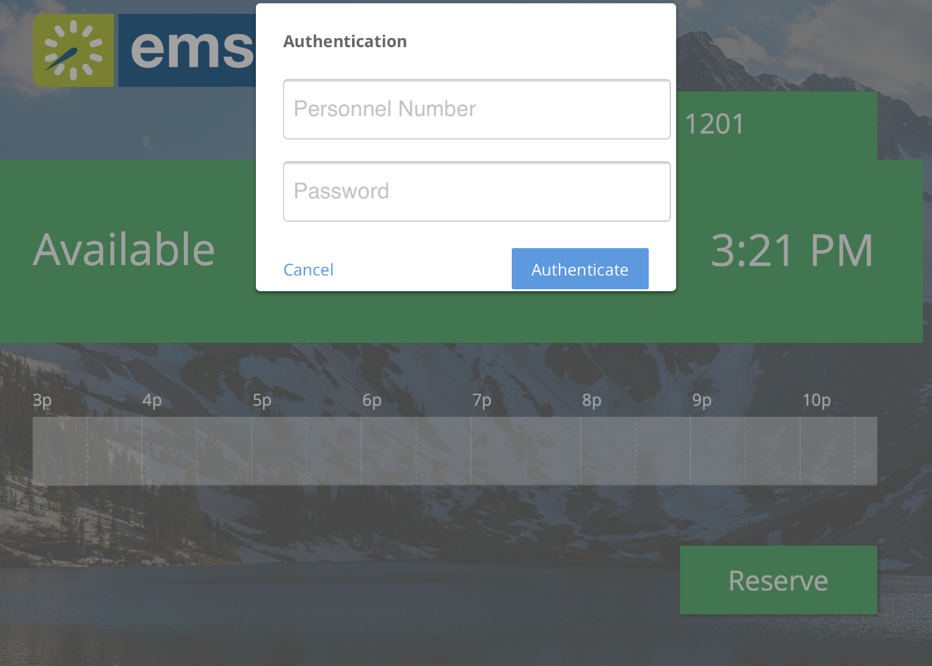 ems
Authentication
Personnel Number
1201
Password
Available
3:21 PM
Cancel
Authenticate
3p 4p 5p 6p 7p 8p 9p 10p
Reserve